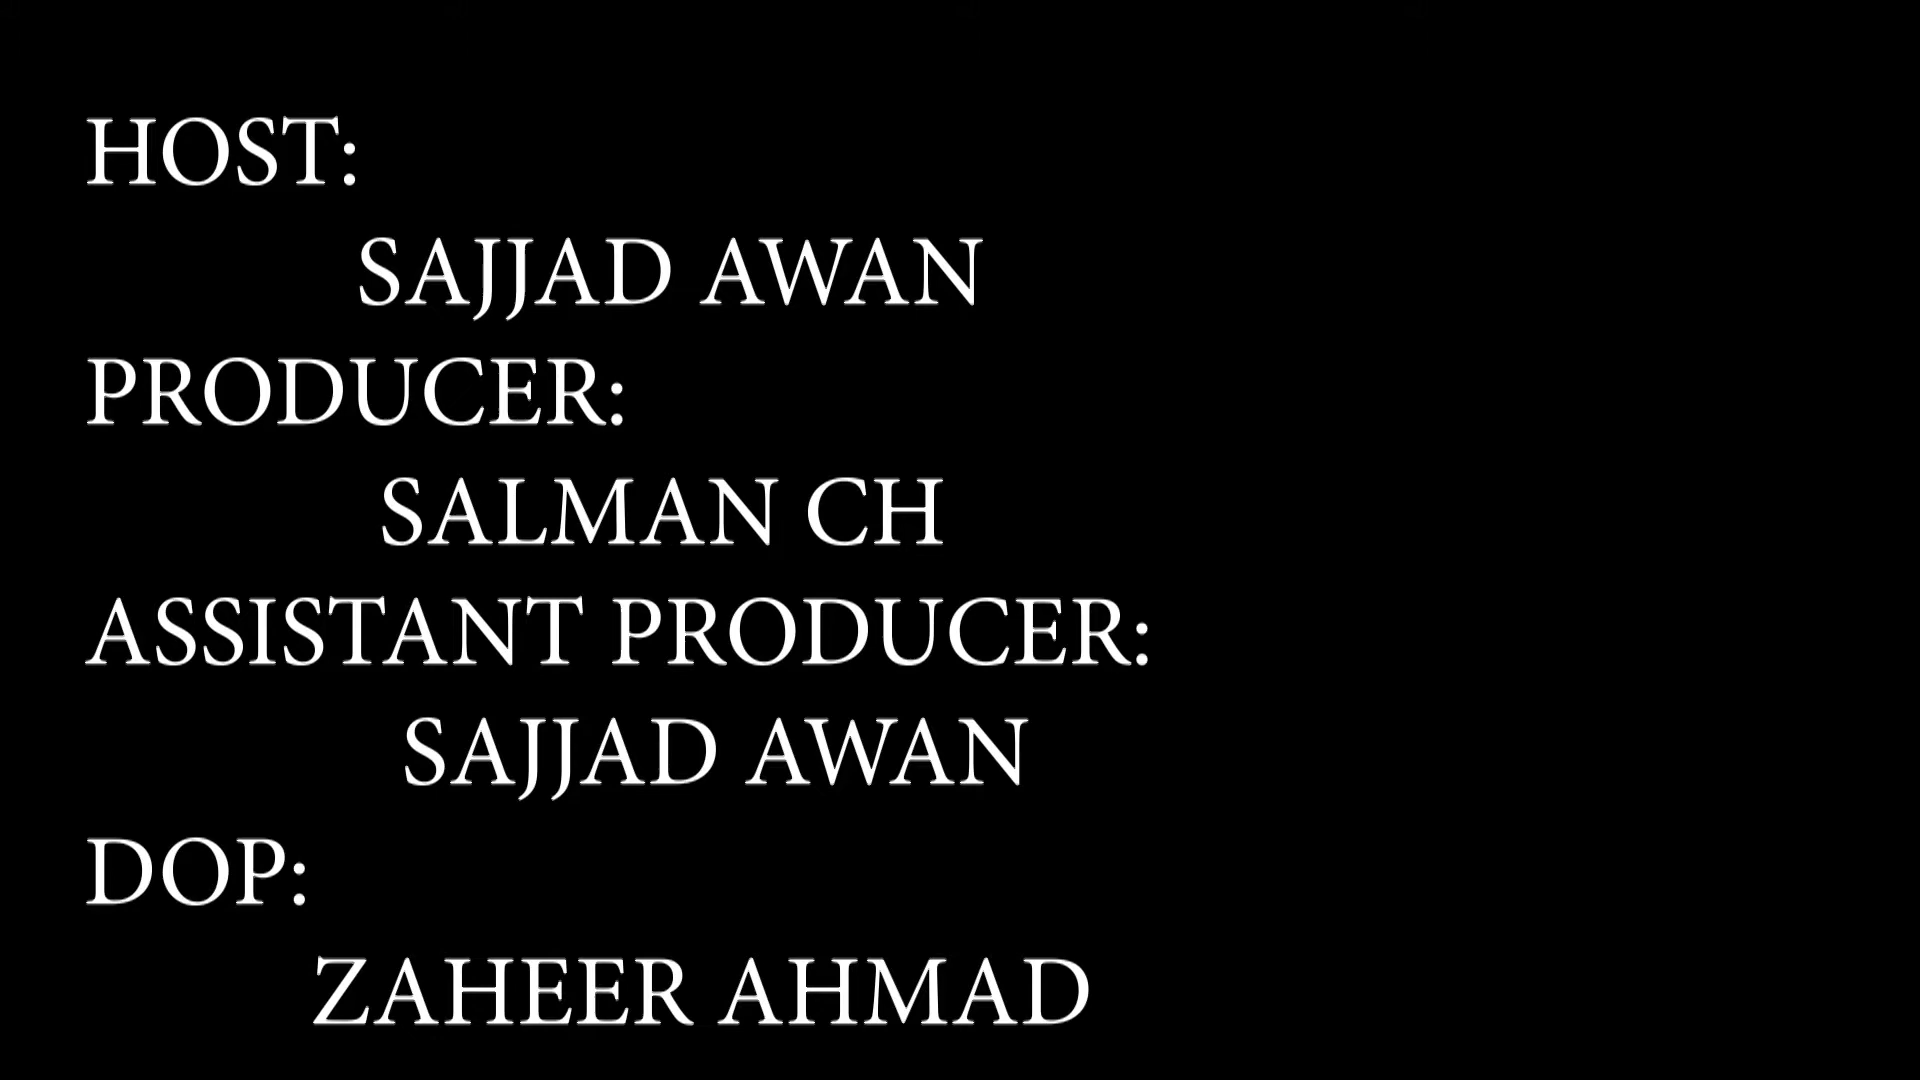 HOST:
SAJJAD AWAN
PRODUCER:
SALMAN CH
ASSISTANT PRODUCER:
SAJJAD AWAN
DOP:
ZAHEER AHMAD